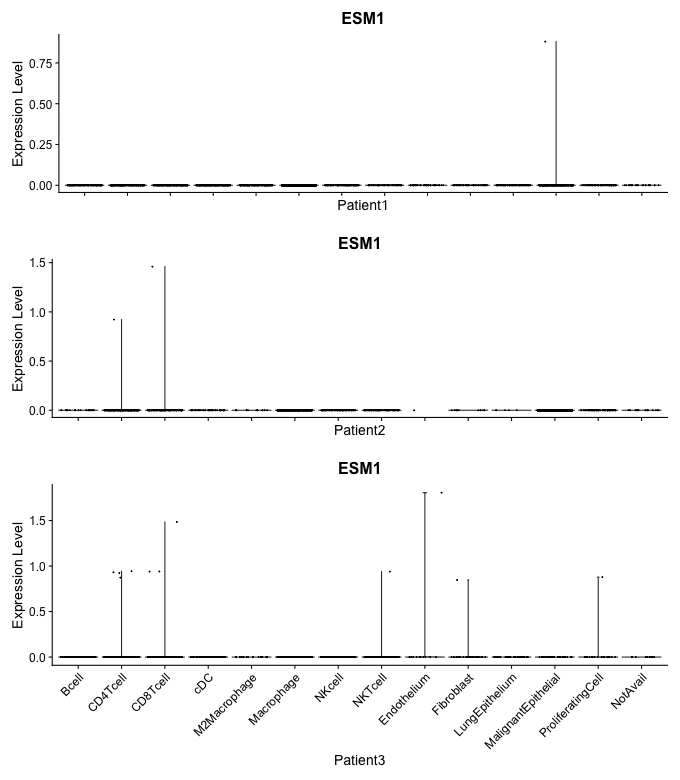 ESM1
Expression Level
0.75
0.50
0.25
0.00
Patient1
ESM1
Expression Level
1.5
1.0
0.5
0.0
Patient2
ESM1
Expression Level
1.5
1.0
0.5
0.0
Bcell
CD4Tcell
CD8Tcell
cDC
M2Macrophage
Macrophage
NKcell
NKTcell
Endothelium
Fibroblast
LungEpithelium
MalignantEpithelial
ProliferatingCell
NotAvail
Patient3